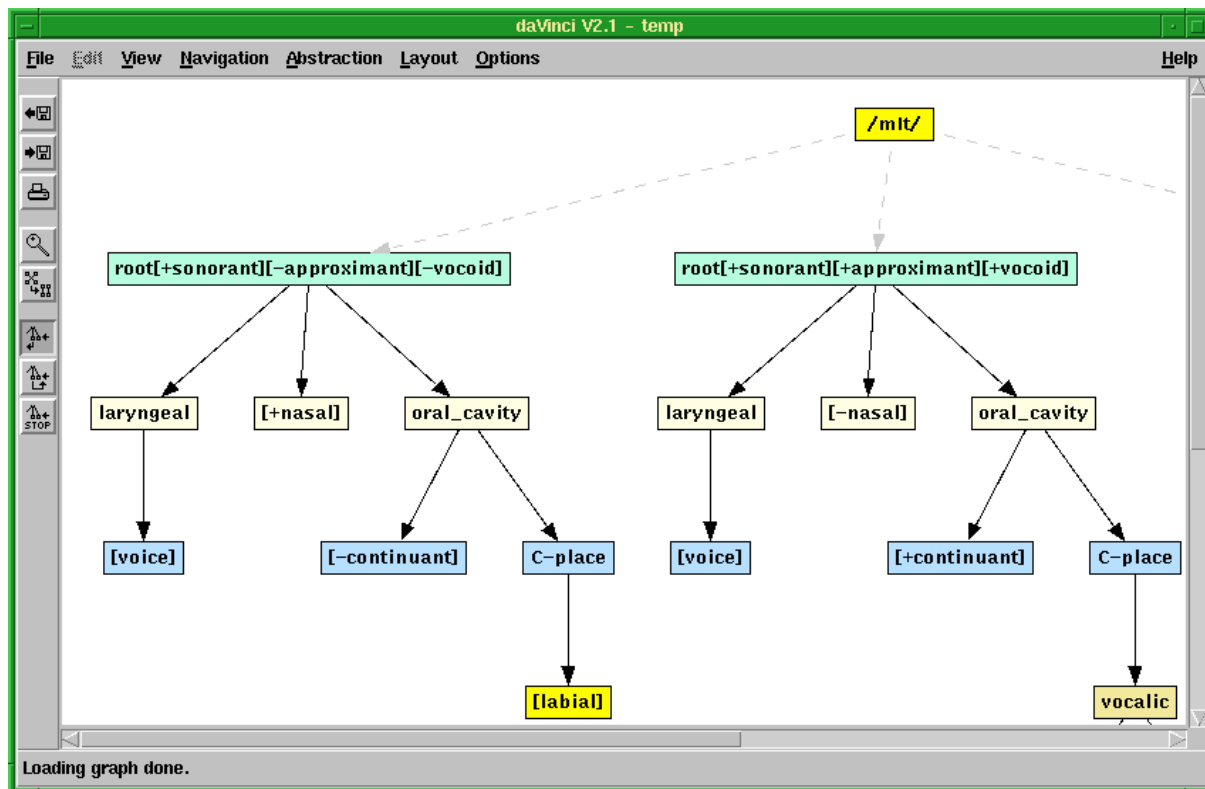 daVinci V2.1 - temp
File Edit View Navigation Abstraction Layout Options Help
/mlt/
root[+sonorant][-approximant][-vocoid] root[+sonorant][+approximant][+vocoid]
laryngeal [+nasal] oral_cavity laryngeal [-nasal] oral_cavity
STOP
[voice] [-continuant] C-place [voice] [+continuant] C-place
[labial] vocalic
Loading graph done.